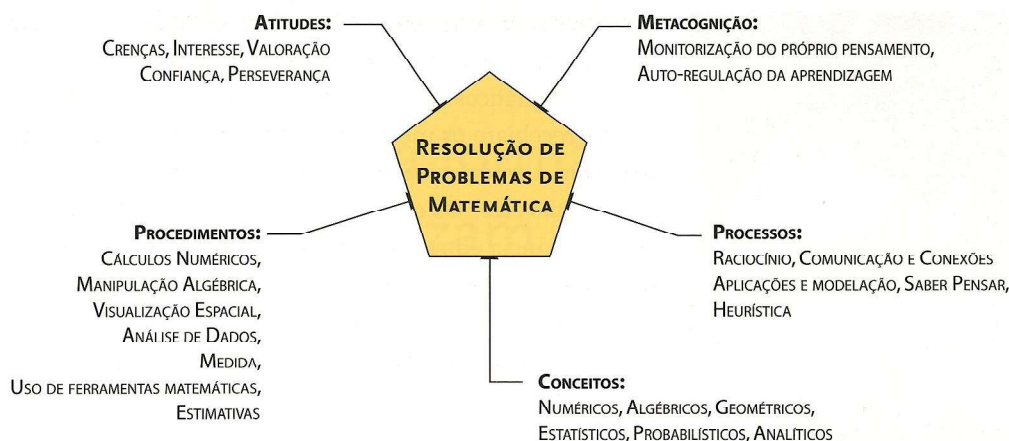 Atitudes:
Crenças, Interesse, Valoração
Confiança, Perseverança
Metacognição:
Monitorização do próprio pensamento,
Auto-regulação da aprendizagem
Resolução de
Problemas de
Matemática
Procedimentos:
Cálculos Numéricos,
Manipulação Algébrica,
Visualização Espacial,
Análise de Dados,
Medida,
Uso de ferramentas matemáticas,
Estimativas
Processos:
Raciocínio, Comunicação e Conexões
Aplicações e modelação, Saber Pensar,
Heurística
Conceitos:
Numéricos, Algébricos, Geométricos,
Estatísticos, Probabilísticos, Analíticos